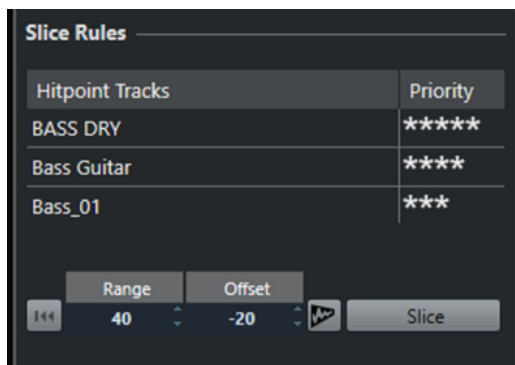 Slice Rules
Hitpoint Tracks Priority
BASS DRY *****
Bass Guitar ****
Bass_01 ***
Range Offset
40 -20 Slice